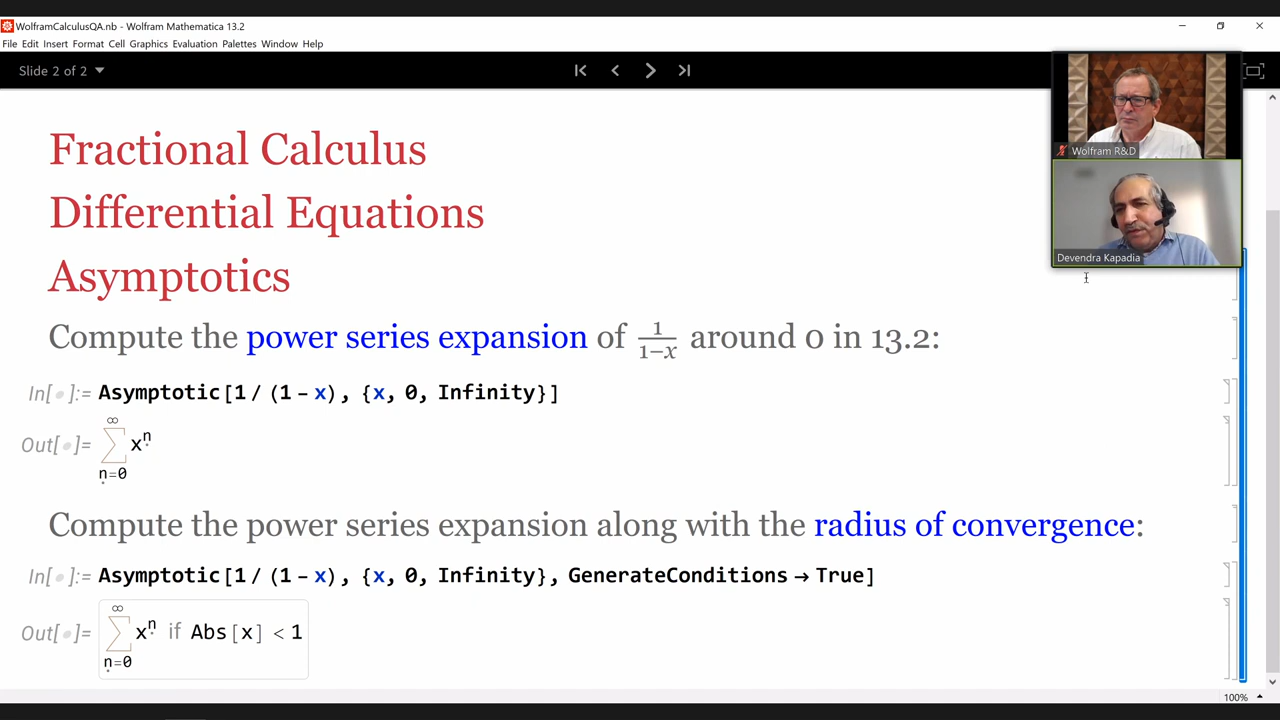 WolframCalculusQA.nb - Wolfram Mathematica 13.2
File Edit Insert Format Cell Graphics Evaluation Palettes Window Help
Slide 2 of 2
Wolfram R&D
Devendra Kapadia
Fractional Calculus
Differential Equations
Asymptotics
Compute the power series expansion of 1/(1−x) around 0 in 13.2:
In[ ]:= Asymptotic[1 / (1 - x), {x, 0, Infinity}]
Out[ ]= ∑_{n=0}^{∞} x^n
Compute the power series expansion along with the radius of convergence:
In[ ]:= Asymptotic[1 / (1 - x), {x, 0, Infinity}, GenerateConditions → True]
Out[ ]= ∑_{n=0}^{∞} x^n if Abs[x] < 1
100%